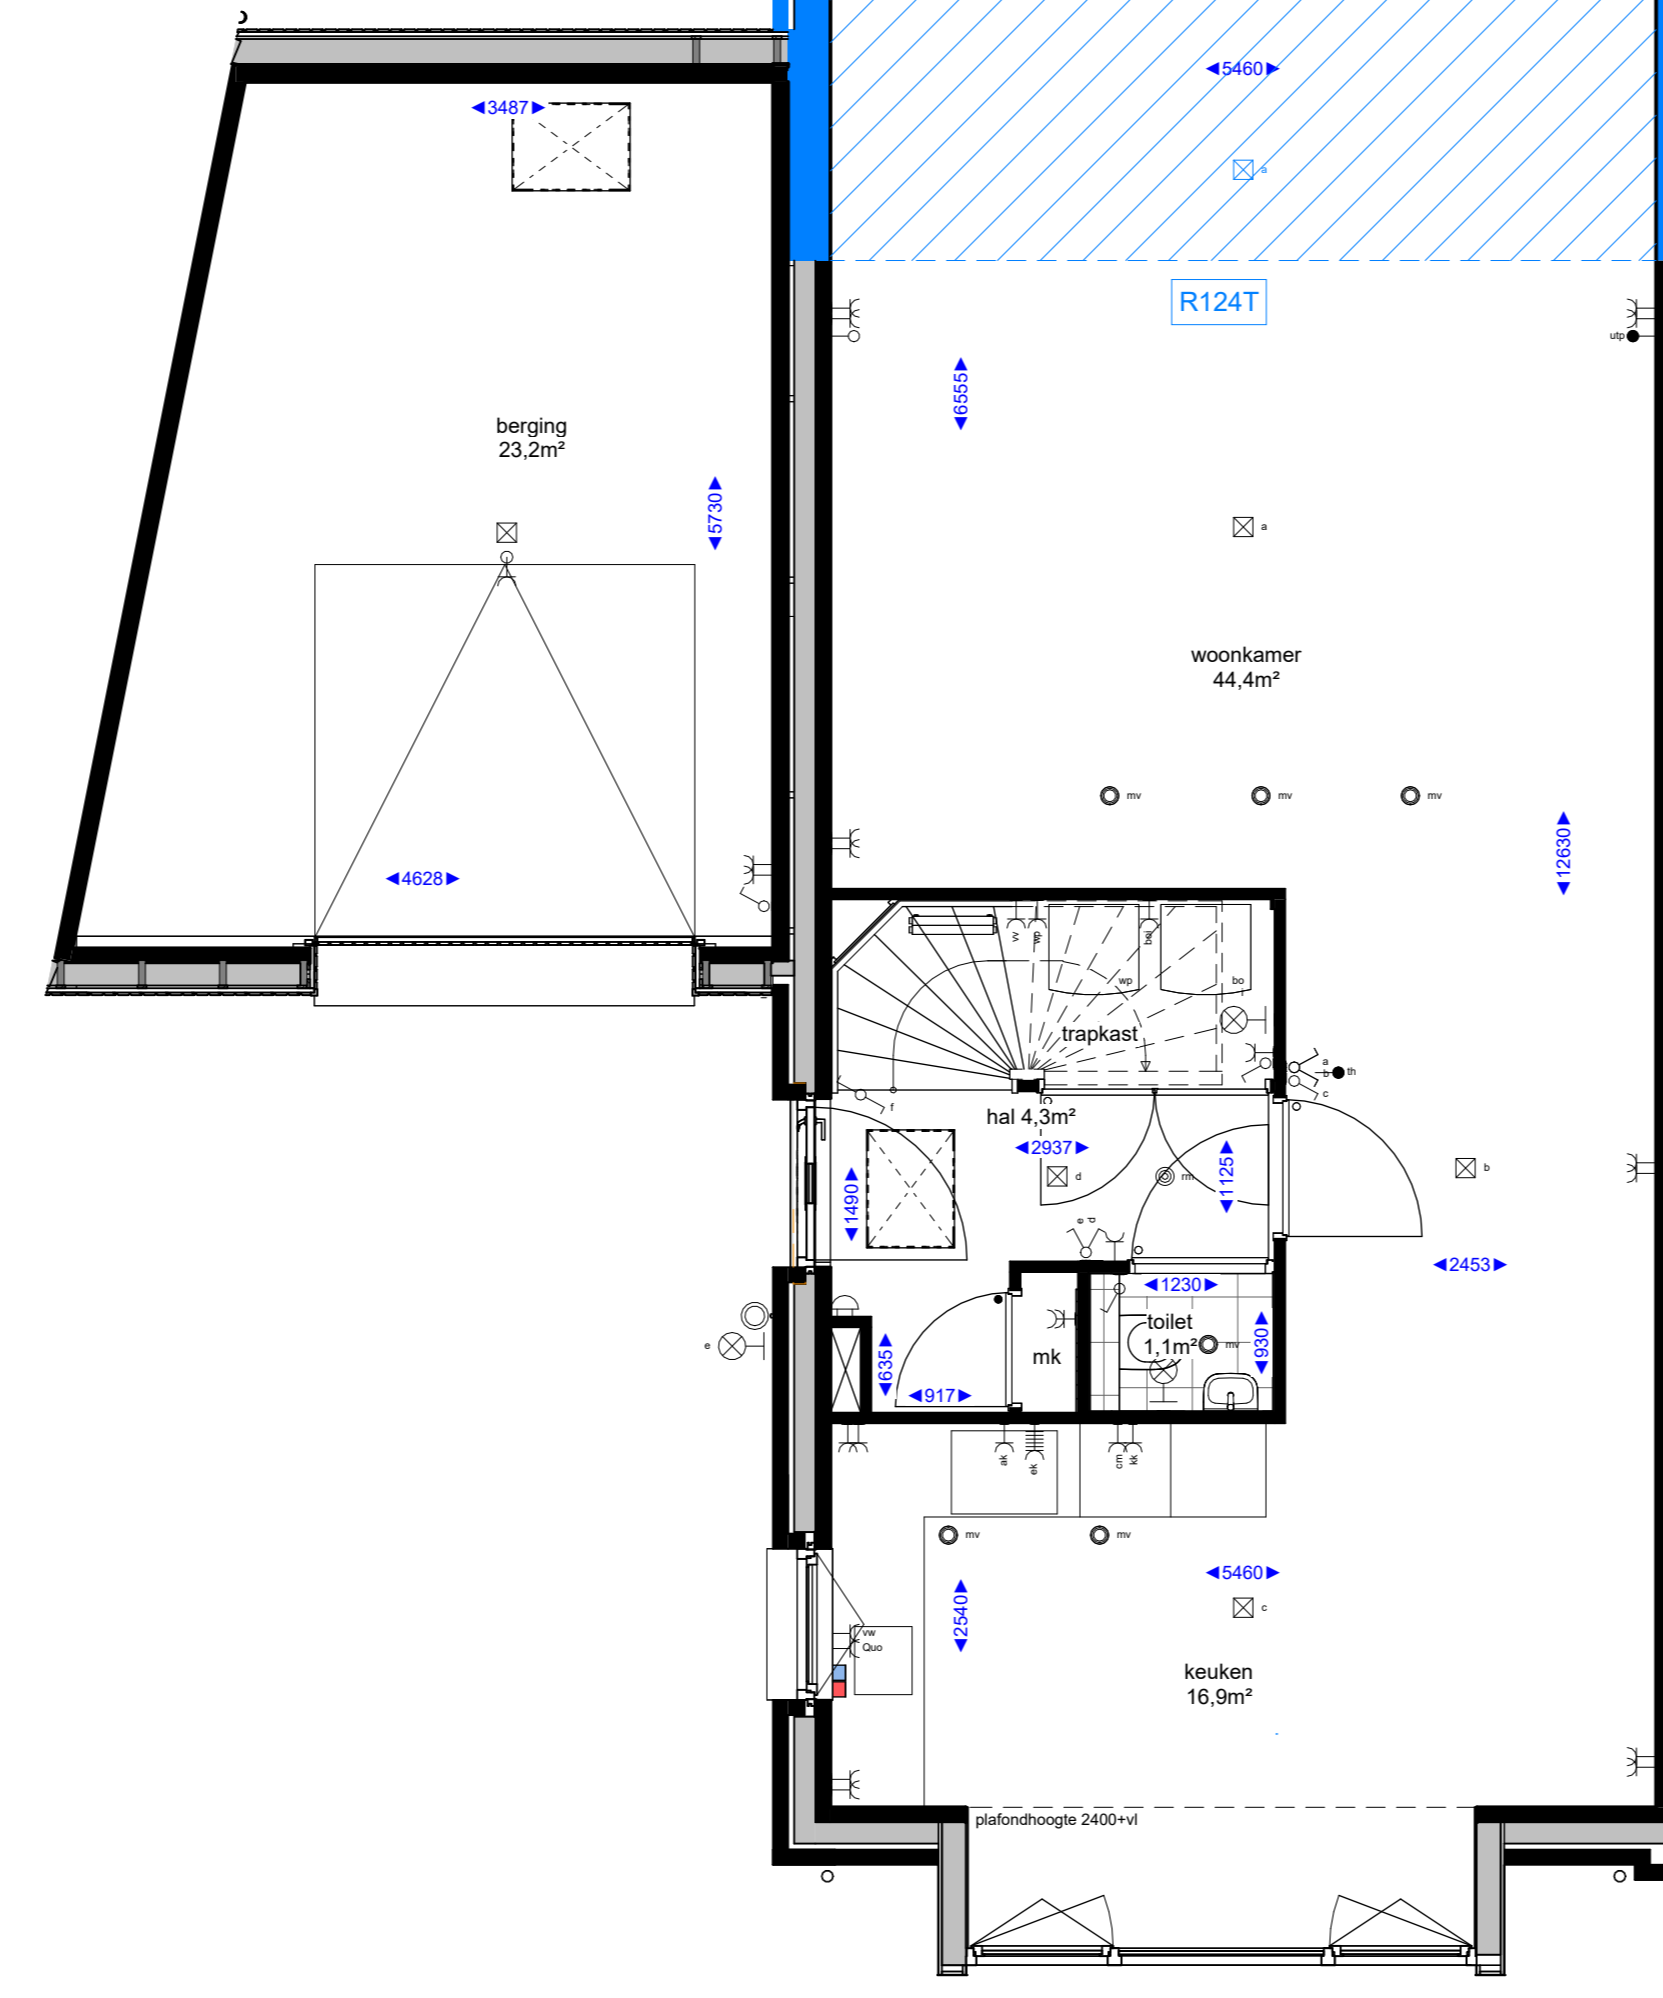 5460
3487
a
R124T
utp
6555
berging
23,2m²
5730
a
woonkamer
44,4m²
mv
mv
mv
12630
4628
vv
wp
boi
wp
bo
i
trapkast
a
b
th
c
f
hal 4,3m²
2937
1125
d
rm
b
1490
e
d
2453
1230
toilet
1,1m²
mv
930
e
635
mk
917
ak
ek
cm
kk
mv
mv
5460
2540
c
vw
Quo
keuken
16,9m²
plafondhoogte 2400+vl